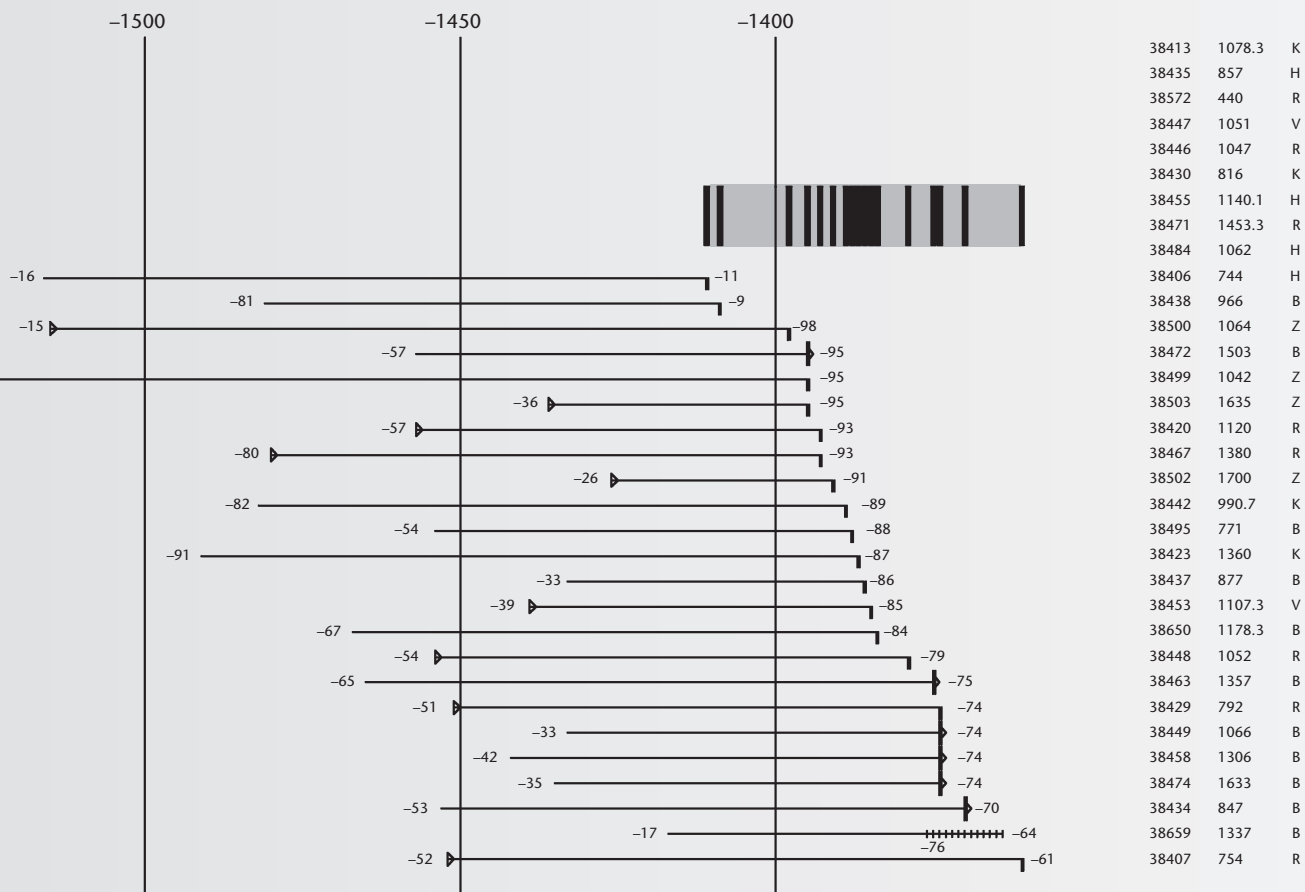 –1500 –1450 –1400
38413 1078.3 K
38435 857 H
38572 440 R
38447 1051 V
38446 1047 R
38430 816 K
38455 1140.1 H
38471 1453.3 R
38484 1062 H
–16 –11 38406 744 H
–81 –9 38438 966 B
–15 –98 38500 1064 Z
–57 –95 38472 1503 B
–95 38499 1042 Z
–36 –95 38503 1635 Z
–57 –93 38420 1120 R
–80 –93 38467 1380 R
–26 –91 38502 1700 Z
–82 –89 38442 990.7 K
–54 –88 38495 771 B
–91 –87 38423 1360 K
–33 –86 38437 877 B
–39 –85 38453 1107.3 V
–67 –84 38650 1178.3 B
–54 –79 38448 1052 R
–65 –75 38463 1357 B
–51 –74 38429 792 R
–33 –74 38449 1066 B
–42 –74 38458 1306 B
–35 –74 38474 1633 B
–53 –70 38434 847 B
–17 –64 38659 1337 B
–76
–52 –61 38407 754 R